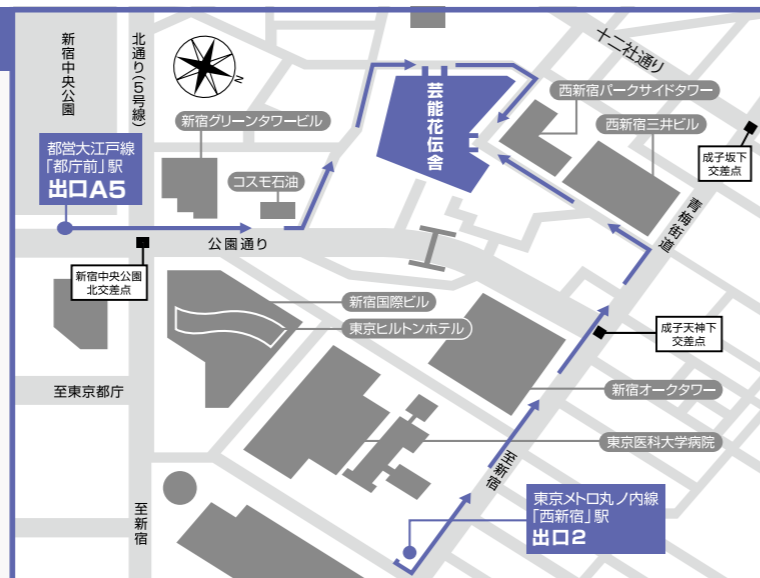 新宿中央公園
北通り(5号線)
N
十二社通り
西新宿パークサイドタワー
芸能花伝舎
新宿グリーンタワービル
西新宿三井ビル
都営大江戸線
「都庁前」駅
出口A5
成子坂下
交差点
コスモ石油
青梅街道
公園通り
新宿中央公園
北交差点
新宿国際ビル
東京ヒルトンホテル
成子天神下
交差点
至東京都庁
新宿オークタワー
東京医科大学病院
至新宿
至新宿
東京メトロ丸ノ内線
「西新宿」駅
出口2